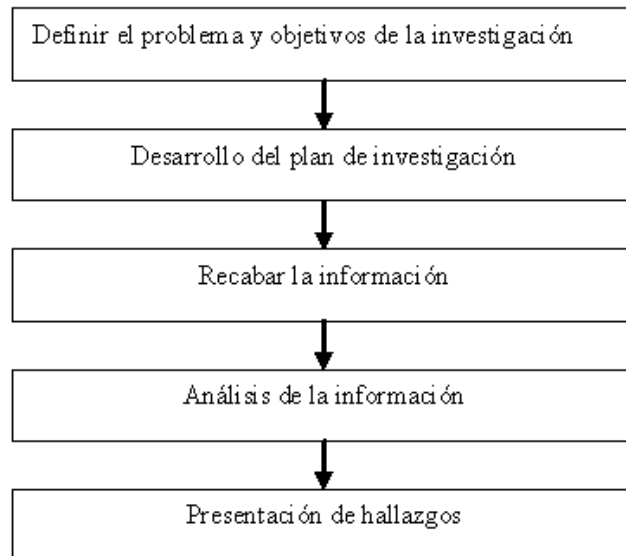 Definir el problema y objetivos de la investigación
Desarrollo del plan de investigación
Recabar la información
Análisis de la información
Presentación de hallazgos